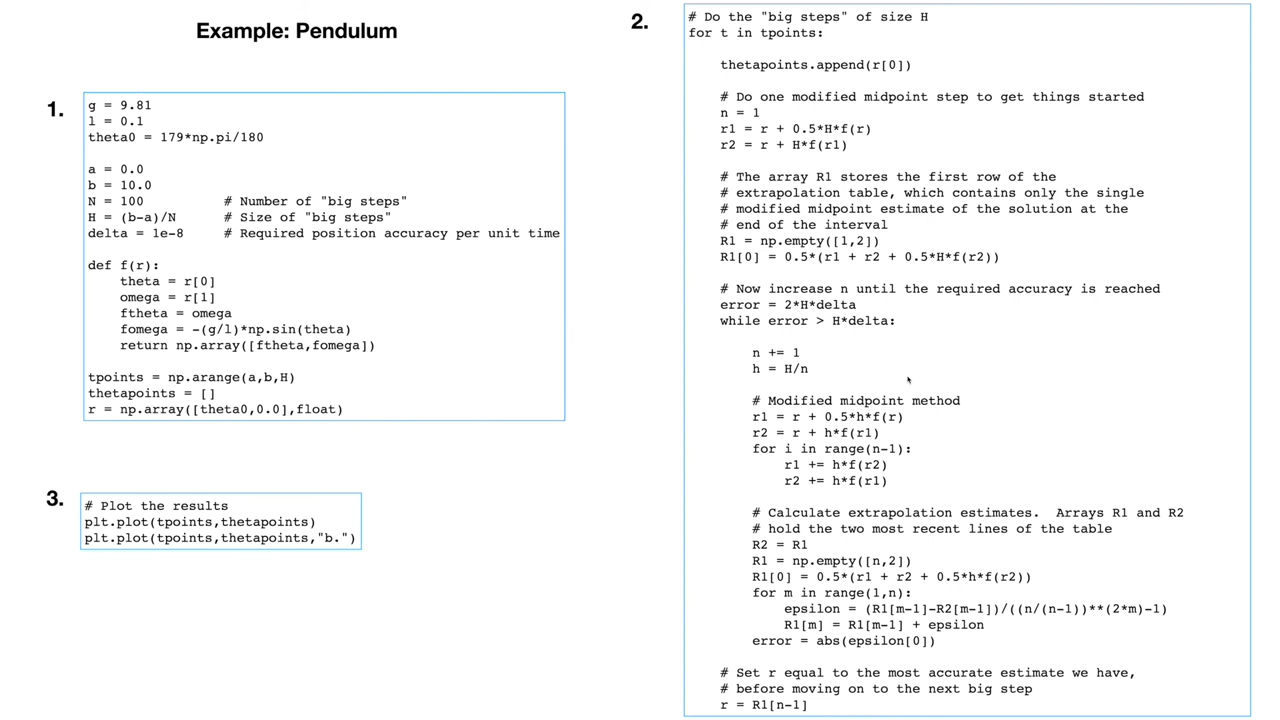 Example: Pendulum
1.
g = 9.81
l = 0.1
theta0 = 179*np.pi/180
a = 0.0
b = 10.0
N = 100         # Number of "big steps"
H = (b-a)/N     # Size of "big steps"
delta = 1e-8    # Required position accuracy per unit time
def f(r):
    theta = r[0]
    omega = r[1]
    ftheta = omega
    fomega = -(g/l)*np.sin(theta)
    return np.array([ftheta,fomega])
tpoints = np.arange(a,b,H)
thetapoints = []
r = np.array([theta0,0.0],float)
2.
# Do the "big steps" of size H
for t in tpoints:
    thetapoints.append(r[0])
    # Do one modified midpoint step to get things started
    n = 1
    r1 = r + 0.5*H*f(r)
    r2 = r + H*f(r1)
    # The array R1 stores the first row of the
    # extrapolation table, which contains only the single
    # modified midpoint estimate of the solution at the
    # end of the interval
    R1 = np.empty([1,2])
    R1[0] = 0.5*(r1 + r2 + 0.5*H*f(r2))
    # Now increase n until the required accuracy is reached
    error = 2*H*delta
    while error > H*delta:
        n += 1
        h = H/n
        # Modified midpoint method
        r1 = r + 0.5*h*f(r)
        r2 = r + h*f(r1)
        for i in range(n-1):
            r1 += h*f(r2)
            r2 += h*f(r1)
        # Calculate extrapolation estimates.  Arrays R1 and R2
        # hold the two most recent lines of the table
        R2 = R1
        R1 = np.empty([n,2])
        R1[0] = 0.5*(r1 + r2 + 0.5*h*f(r2))
        for m in range(1,n):
            epsilon = (R1[m-1]-R2[m-1])/((n/(n-1))**(2*m)-1)
            R1[m] = R1[m-1] + epsilon
        error = abs(epsilon[0])
    # Set r equal to the most accurate estimate we have,
    # before moving on to the next big step
    r = R1[n-1]
3.
# Plot the results
plt.plot(tpoints,thetapoints)
plt.plot(tpoints,thetapoints,"b.")